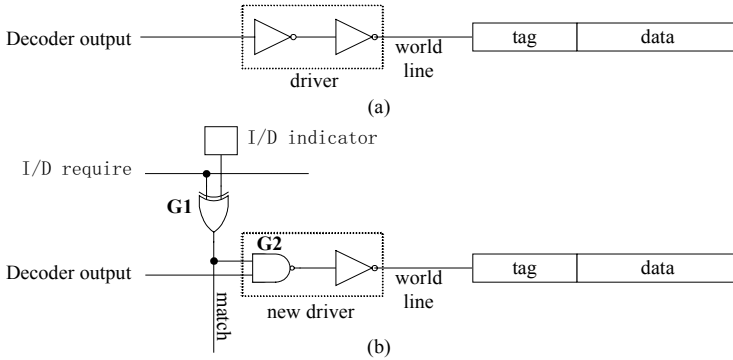 Decoder output
world
line
tag
data
driver
(a)
I/D indicator
I/D require
G1
G2
Decoder output
world
line
tag
data
match
new driver
(b)